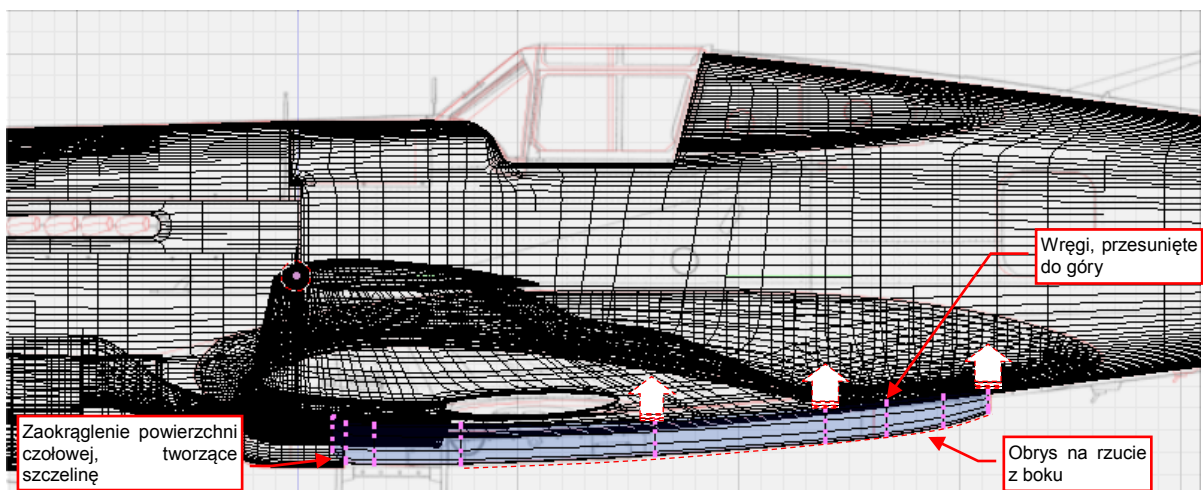 Wręgi, przesunięte
do góry
Zaokrąglenie powierzchni
czołowej, tworzące
szczelinę
Obrys na rzucie
z boku